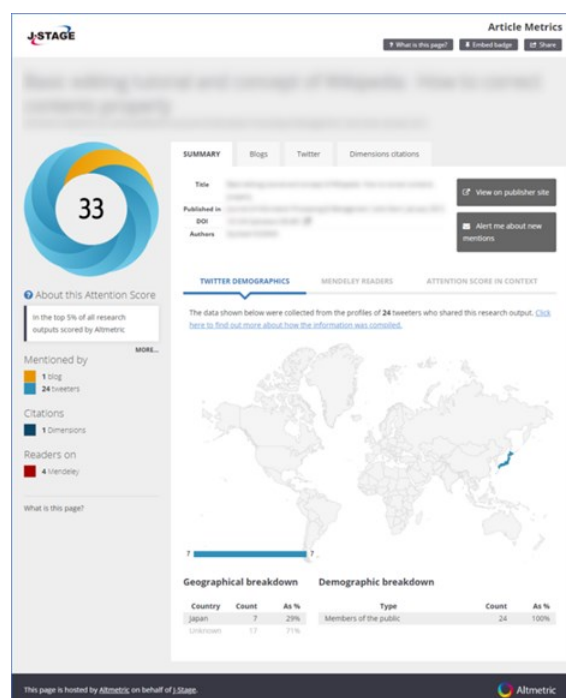 J-STAGE
Article Metrics
? What is this page?
Embed badge
Share
33
SUMMARY
Blogs
Twitter
Dimensions citations
Title
Published in
DOI
Authors
View on publisher site
Alert me about new
mentions
About this Attention Score
In the top 5% of all research
outputs scored by Altmetric
MORE...
Mentioned by
1 blog
24 tweeters
Citations
1 Dimensions
Readers on
4 Mendeley
What is this page?
TWITTER DEMOGRAPHICS
MENDELEY READERS
ATTENTION SCORE IN CONTEXT
The data shown below were collected from the profiles of 24 tweeters who shared this research output. Click
here to find out more about how the information was compiled.
7 7
Geographical breakdown
Country Count As %
Japan 7 29%
Unknown 17 71%
Demographic breakdown
Type Count As %
Members of the public 24 100%
This page is hosted by Altmetric on behalf of J-Stage.
Altmetric